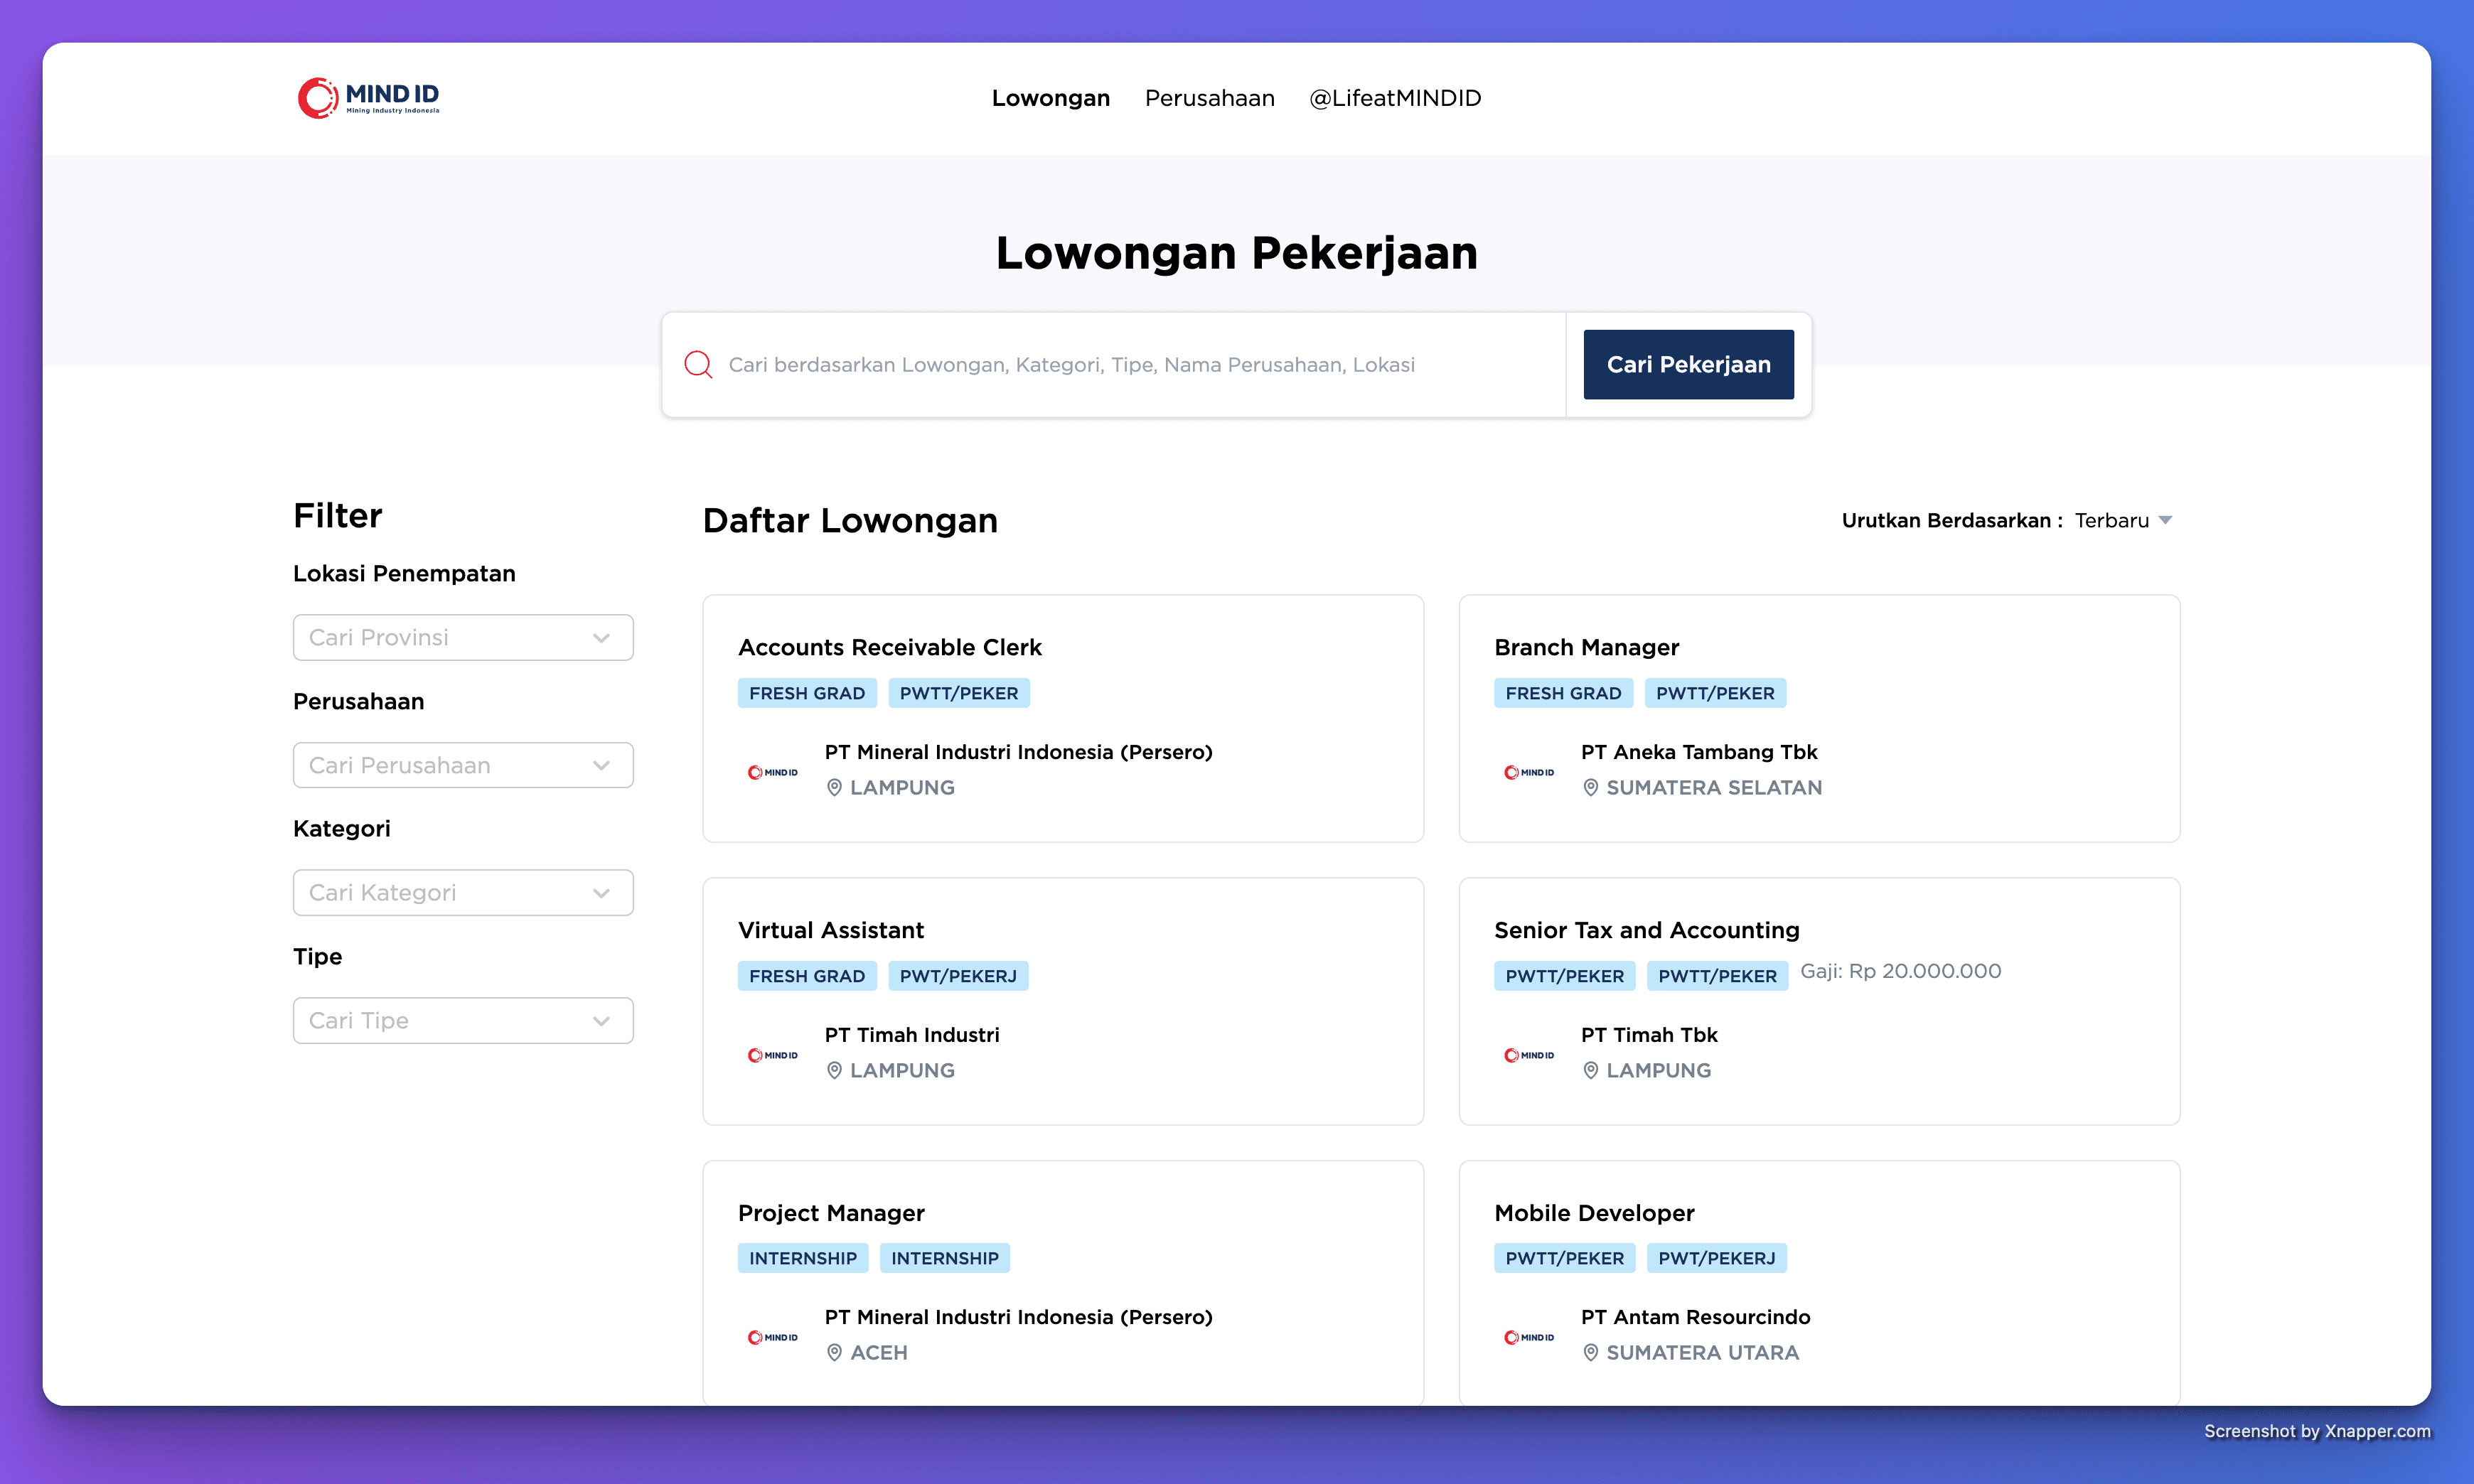 MIND ID
Mining Industry Indonesia
Lowongan Perusahaan @LifeatMINDID
Lowongan Pekerjaan
Cari berdasarkan Lowongan, Kategori, Tipe, Nama Perusahaan, Lokasi
Cari Pekerjaan
Filter
Lokasi Penempatan
Cari Provinsi
Perusahaan
Cari Perusahaan
Kategori
Cari Kategori
Tipe
Cari Tipe
Daftar Lowongan
Urutkan Berdasarkan : Terbaru
Accounts Receivable Clerk
FRESH GRAD PWTT/PEKER
MIND ID
PT Mineral Industri Indonesia (Persero)
LAMPUNG
Branch Manager
FRESH GRAD PWTT/PEKER
MIND ID
PT Aneka Tambang Tbk
SUMATERA SELATAN
Virtual Assistant
FRESH GRAD PWT/PEKERJ
MIND ID
PT Timah Industri
LAMPUNG
Senior Tax and Accounting
PWTT/PEKER PWTT/PEKER Gaji: Rp 20.000.000
MIND ID
PT Timah Tbk
LAMPUNG
Project Manager
INTERNSHIP INTERNSHIP
MIND ID
PT Mineral Industri Indonesia (Persero)
ACEH
Mobile Developer
PWTT/PEKER PWT/PEKERJ
MIND ID
PT Antam Resourcindo
SUMATERA UTARA
Screenshot by Xnapper.com